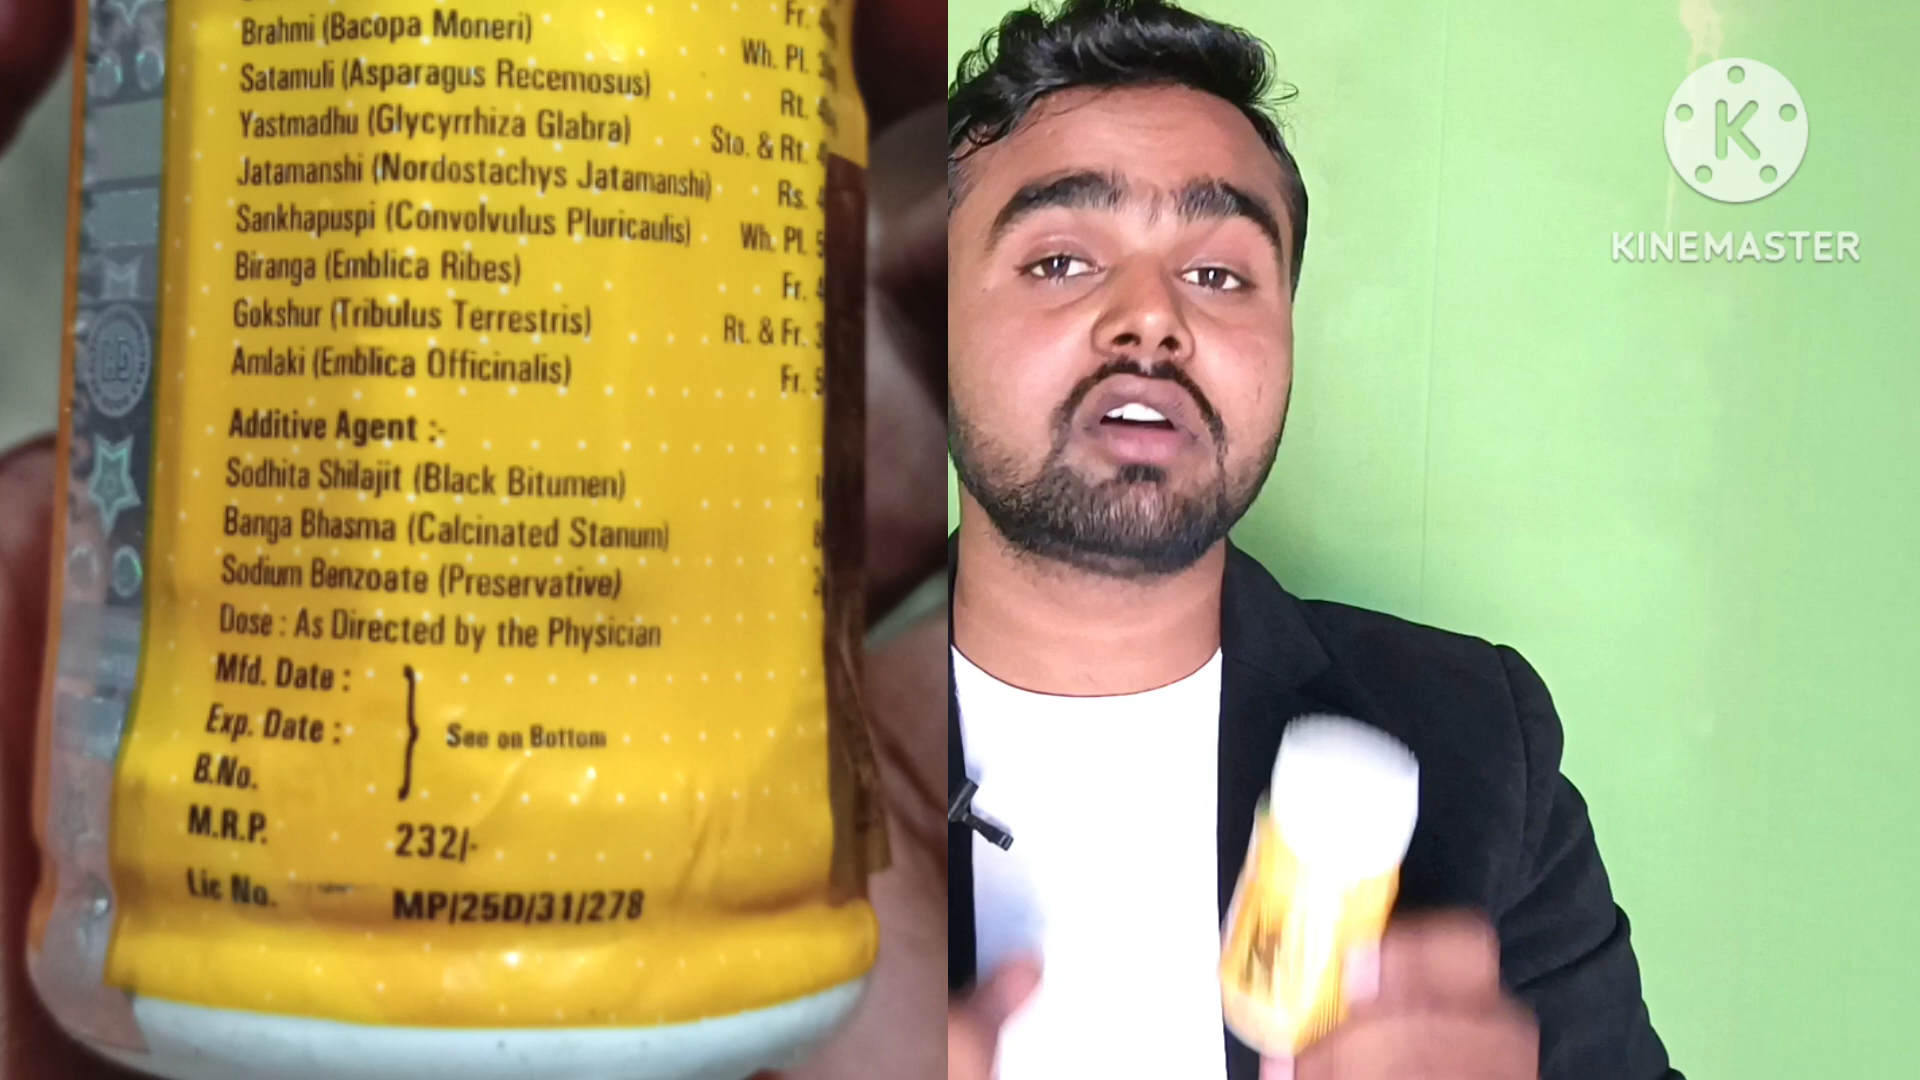 Brahmi (Bacopa Moneri) Wh. Pl.
Satamuli (Asparagus Recemosus) Rt.
Yastmadhu (Glycyrrhiza Glabra) Sto. & Rt.
Jatamanshi (Nordostachys Jatamanshi) Rs.
Sankhapuspi (Convolvulus Pluricaulis) Wh. Pl.
Biranga (Emblica Ribes) Fr.
Gokshur (Tribulus Terrestris) Rt. & Fr.
Amlaki (Emblica Officinalis) Fr.
Additive Agent :-
Sodhita Shilajit (Black Bitumen)
Banga Bhasma (Calcinated Stanum)
Sodium Benzoate (Preservative)
Dose : As Directed by the Physician
Mfd. Date :
Exp. Date :
See on Bottom
B.No.
M.R.P. 232/-
Lic No. MP/25D/31/278
K
KINEMASTER